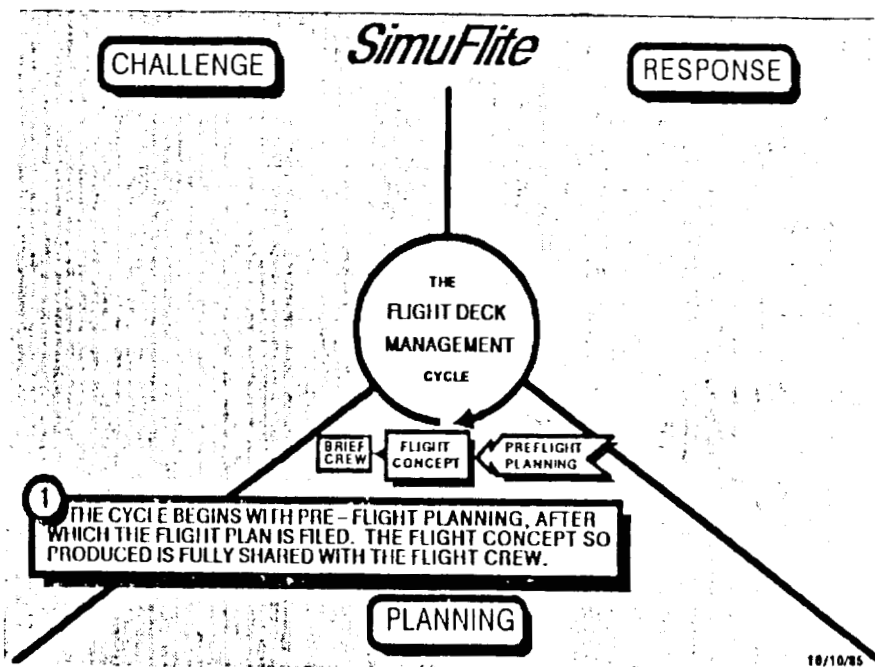 SimuFlite
CHALLENGE
RESPONSE
THE
FLIGHT DECK
MANAGEMENT
CYCLE
BRIEF
CREW
FLIGHT
CONCEPT
PREFLIGHT
PLANNING
1
THE CYCLE BEGINS WITH PRE-FLIGHT PLANNING, AFTER
WHICH THE FLIGHT PLAN IS FILED. THE FLIGHT CONCEPT SO
PRODUCED IS FULLY SHARED WITH THE FLIGHT CREW.
PLANNING
10/10/85